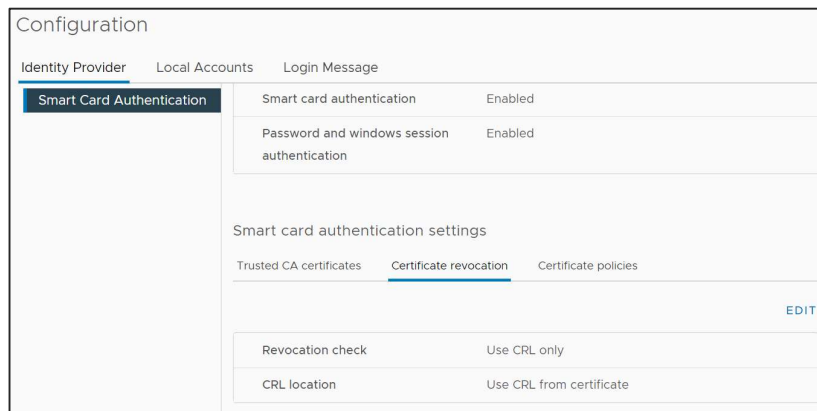 Configuration
Identity Provider Local Accounts Login Message
Smart Card Authentication
Smart card authentication Enabled
Password and windows session Enabled
authentication
Smart card authentication settings
Trusted CA certificates Certificate revocation Certificate policies
EDIT
Revocation check Use CRL only
CRL location Use CRL from certificate